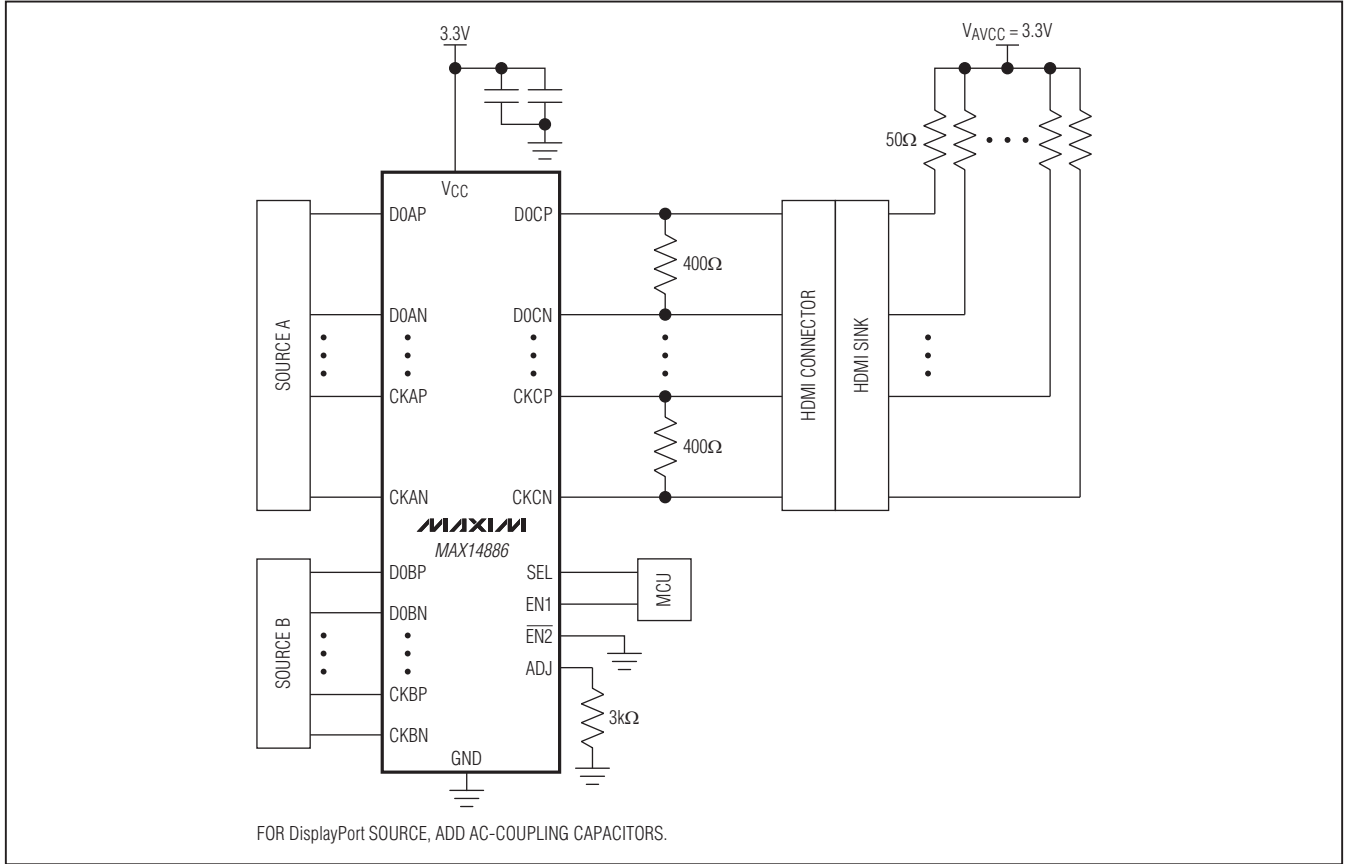 3.3V
VAVCC = 3.3V
50Ω
VCC
SOURCE A
D0AP
D0AN
CKAP
CKAN
D0CP
D0CN
CKCP
CKCN
400Ω
400Ω
HDMI CONNECTOR
HDMI SINK
MAXIM
MAX14886
SOURCE B
D0BP
D0BN
CKBP
CKBN
SEL
EN1
EN2
ADJ
MCU
3kΩ
GND
FOR DisplayPort SOURCE, ADD AC-COUPLING CAPACITORS.